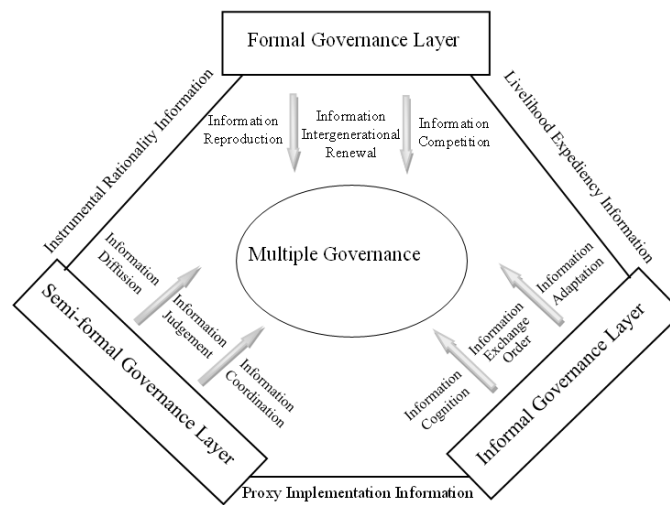 Formal Governance Layer
Instrumental Rationality Information
Livelihood Expediency Information
Information
Reproduction
Information
Intergenerational
Renewal
Information
Competition
Multiple Governance
Information
Diffusion
Information
Judgement
Information
Coordination
Semi-formal Governance Layer
Information
Adaptation
Information
Exchange
Order
Information
Cognition
Informal Governance Layer
Proxy Implementation Information